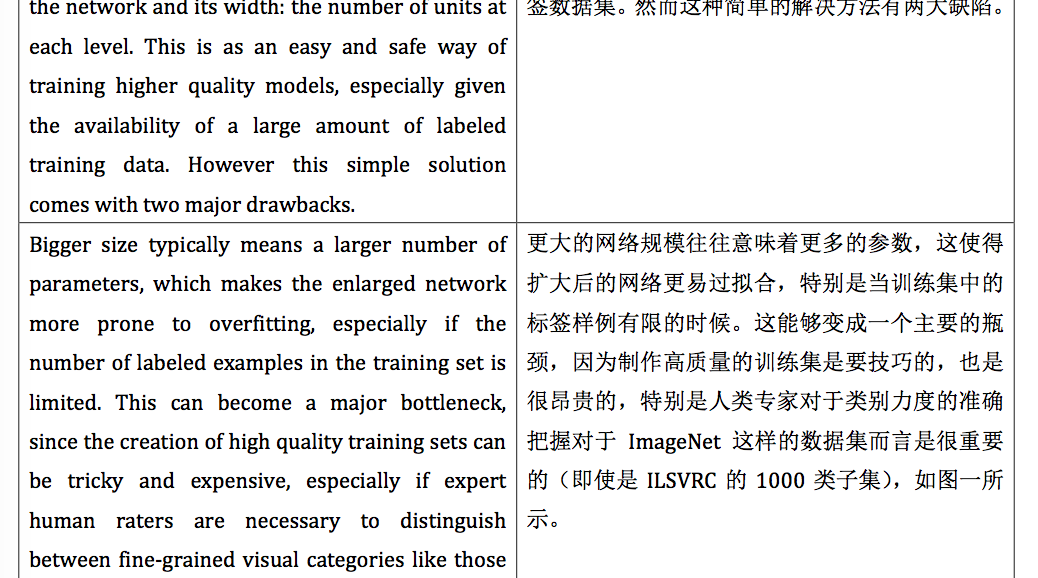 the network and its width: the number of units at
each level. This is as an easy and safe way of
training higher quality models, especially given
the availability of a large amount of labeled
training data. However this simple solution
comes with two major drawbacks.
签数据集。然而这种简单的解决方法有两大缺陷。
Bigger size typically means a larger number of
parameters, which makes the enlarged network
more prone to overfitting, especially if the
number of labeled examples in the training set is
limited. This can become a major bottleneck,
since the creation of high quality training sets can
be tricky and expensive, especially if expert
human raters are necessary to distinguish
between fine-grained visual categories like those
更大的网络规模往往意味着更多的参数，这使得
扩大后的网络更易过拟合，特别是当训练集中的
标签样例有限的时候。这能够变成一个主要的瓶
颈，因为制作高质量的训练集是要技巧的，也是
很昂贵的，特别是人类专家对于类别力度的准确
把握对于 ImageNet 这样的数据集而言是很重要
的（即使是 ILSVRC 的 1000 类子集），如图一所
示。